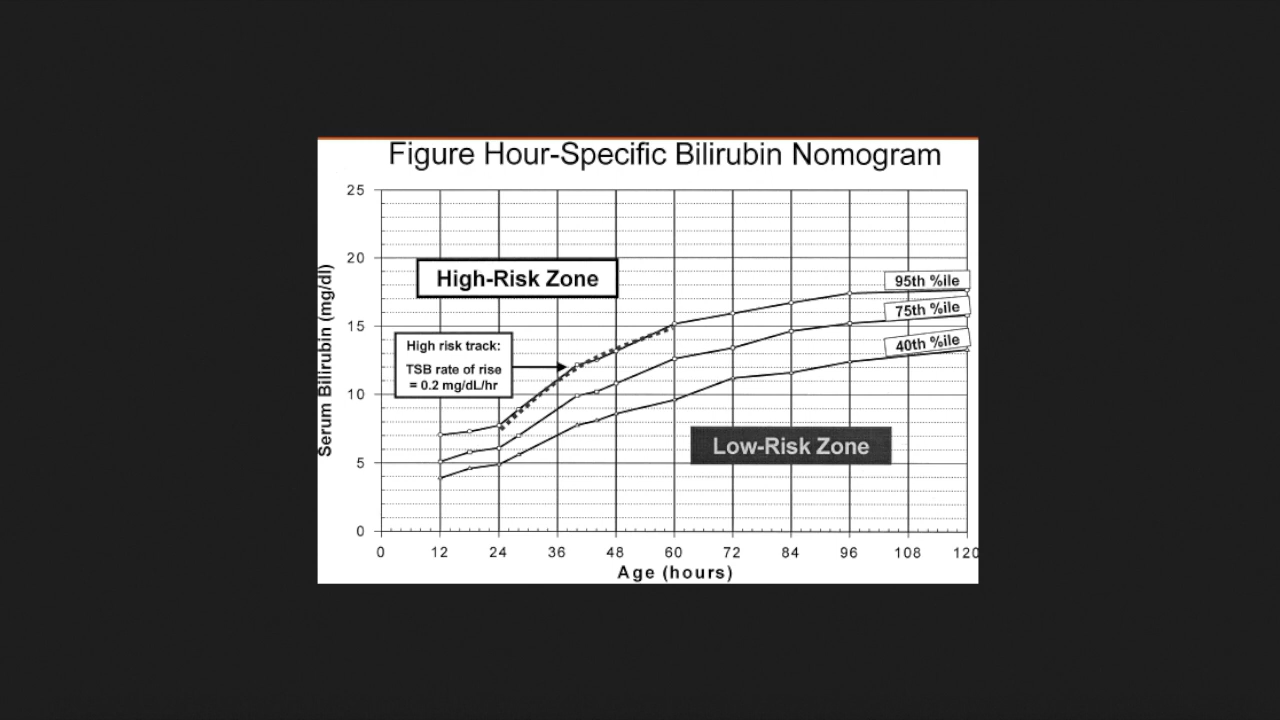 Figure Hour-Specific Bilirubin Nomogram
25
20
15
10
5
0
Serum Bilirubin (mg/dl)
High-Risk Zone
High risk track:
TSB rate of rise
= 0.2 mg/dL/hr
95th %ile
75th %ile
40th %ile
Low-Risk Zone
0 12 24 36 48 60 72 84 96 108 120
Age (hours)